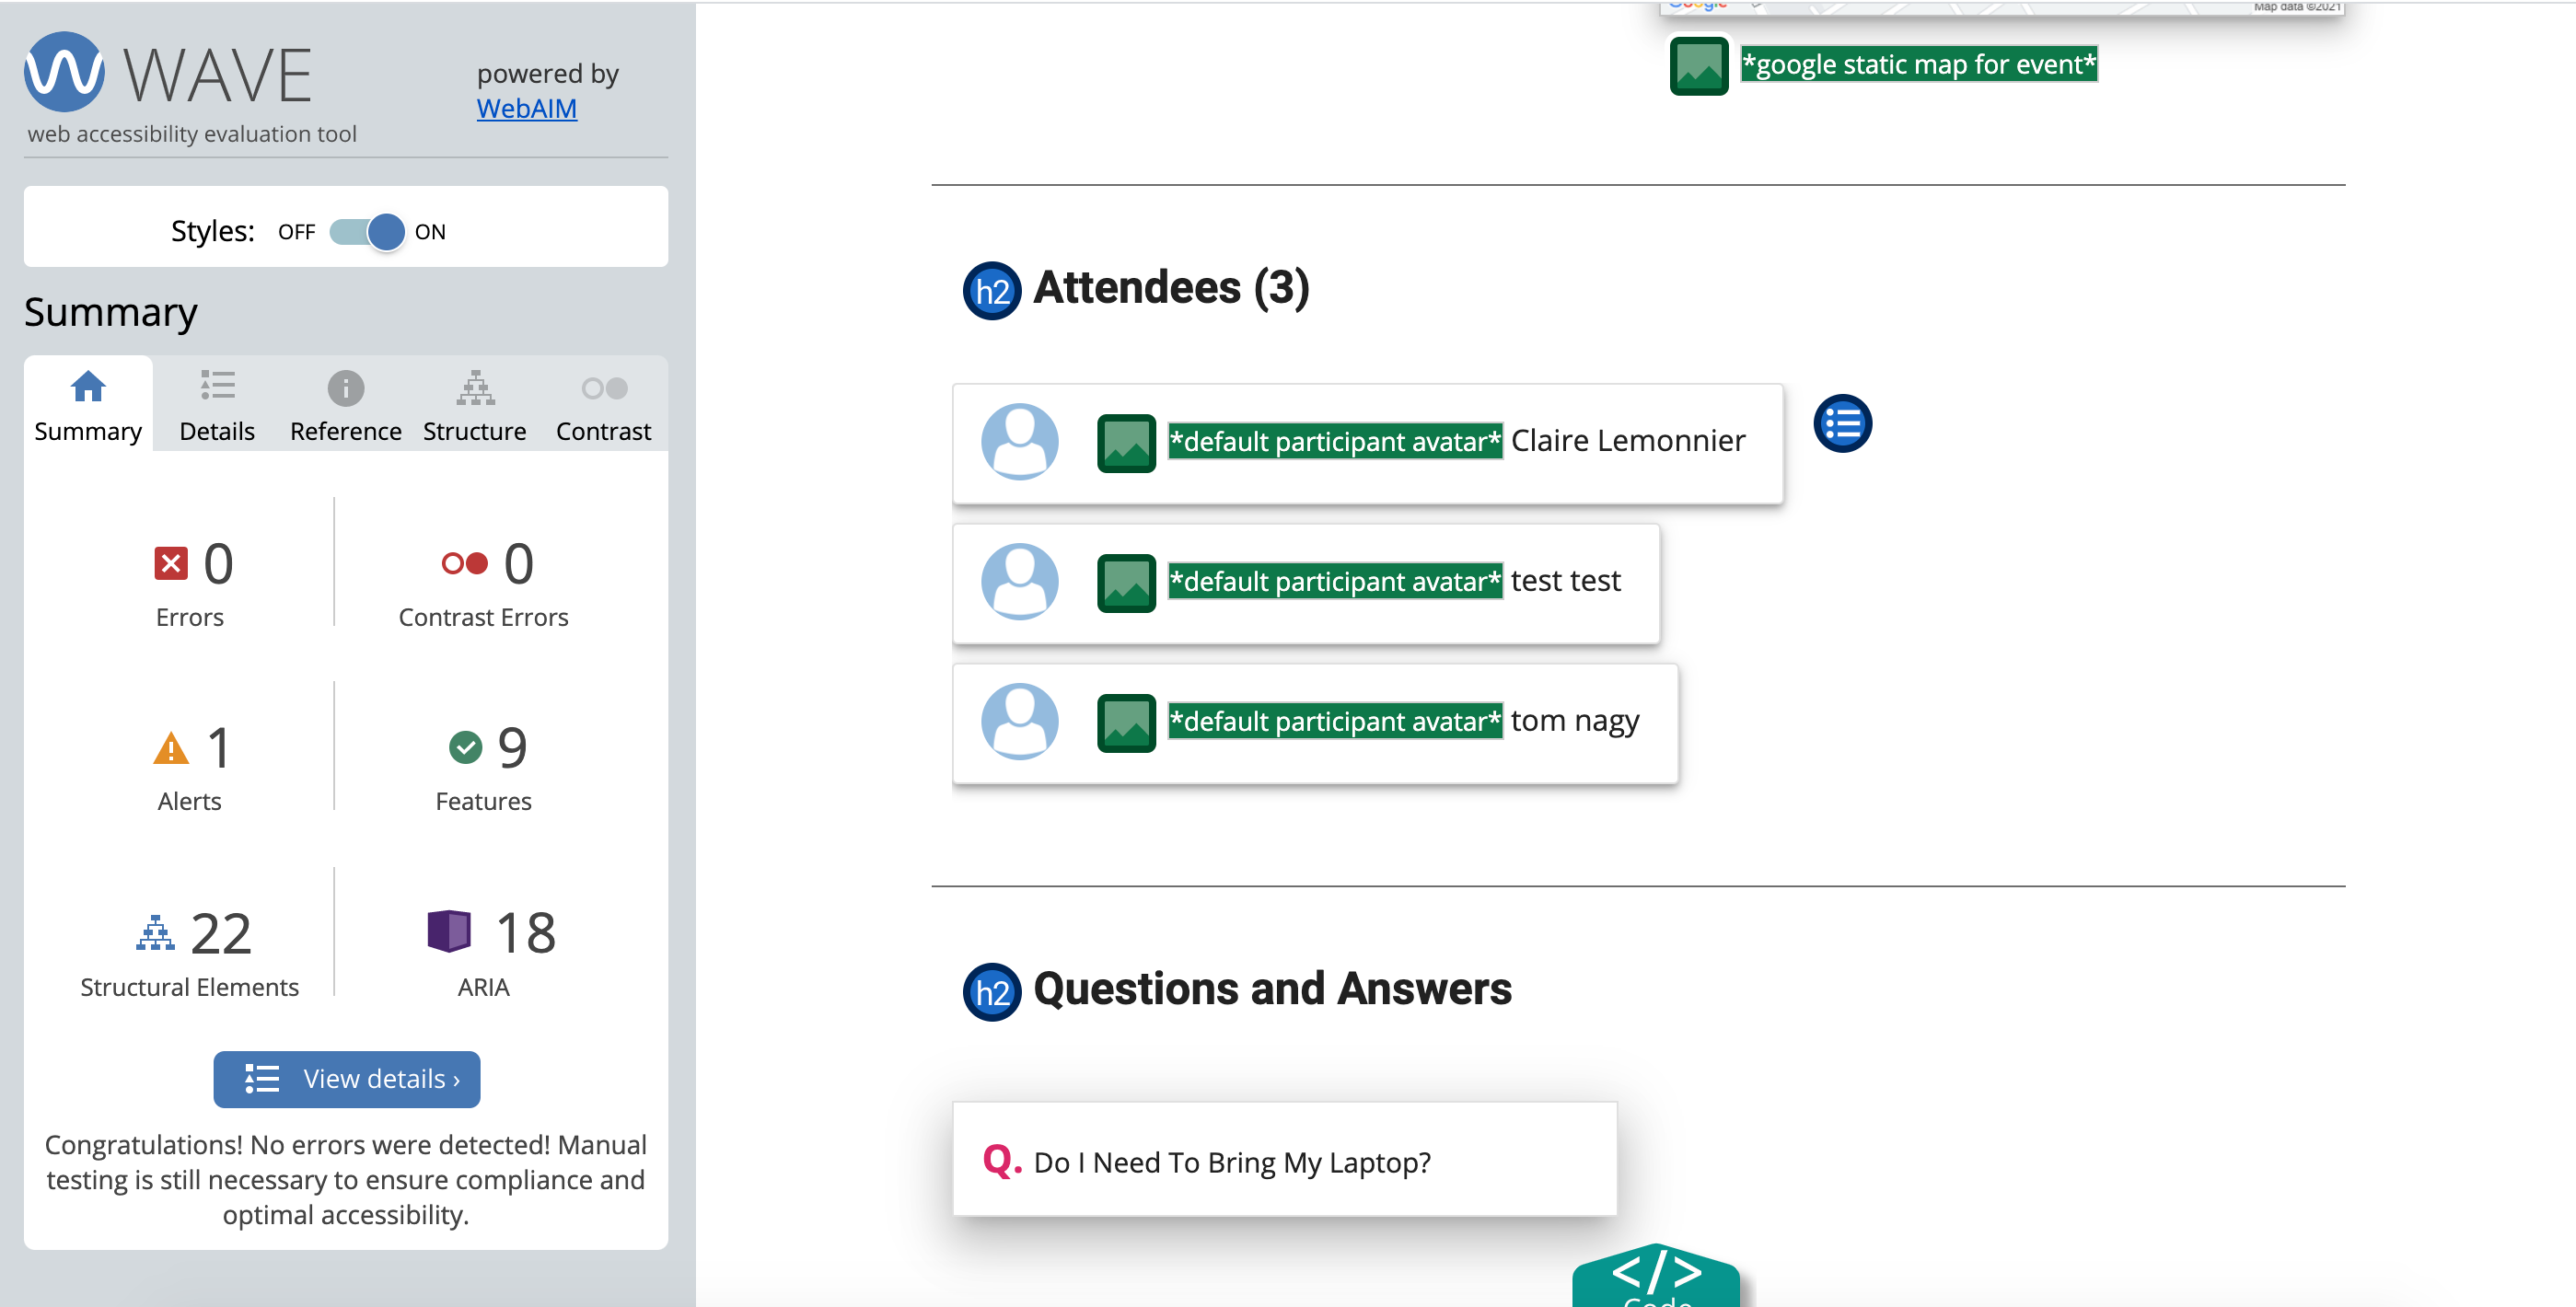 WAVE
powered by
WebAIM
web accessibility evaluation tool
Styles: OFF ON
Summary
Summary Details Reference Structure Contrast
0 0
Errors Contrast Errors
1 9
Alerts Features
22 18
Structural Elements ARIA
View details ›
Congratulations! No errors were detected! Manual
testing is still necessary to ensure compliance and
optimal accessibility.
Google Map data ©2021
*google static map for event*
h2 Attendees (3)
*default participant avatar* Claire Lemonnier
*default participant avatar* test test
*default participant avatar* tom nagy
h2 Questions and Answers
Q. Do I Need To Bring My Laptop?
</>
Code